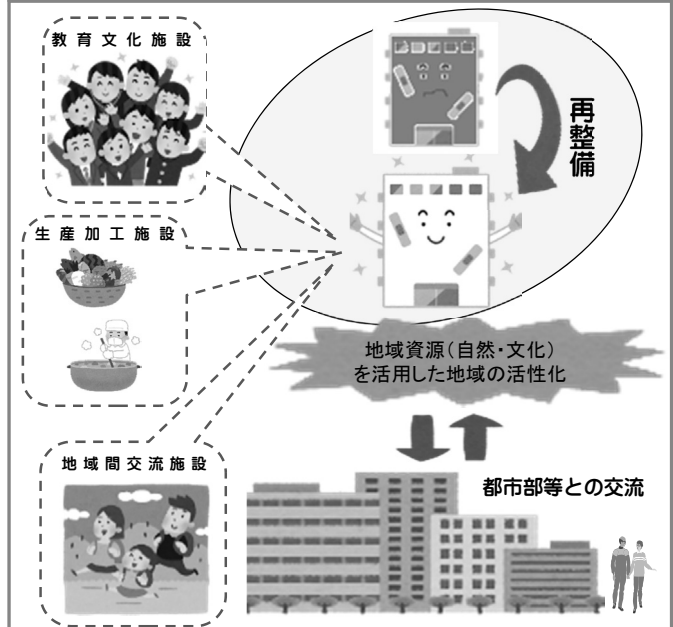 教育文化施設
再整備
生産加工施設
地域資源(自然・文化)
を活用した地域の活性化
地域間交流施設
都市部等との交流